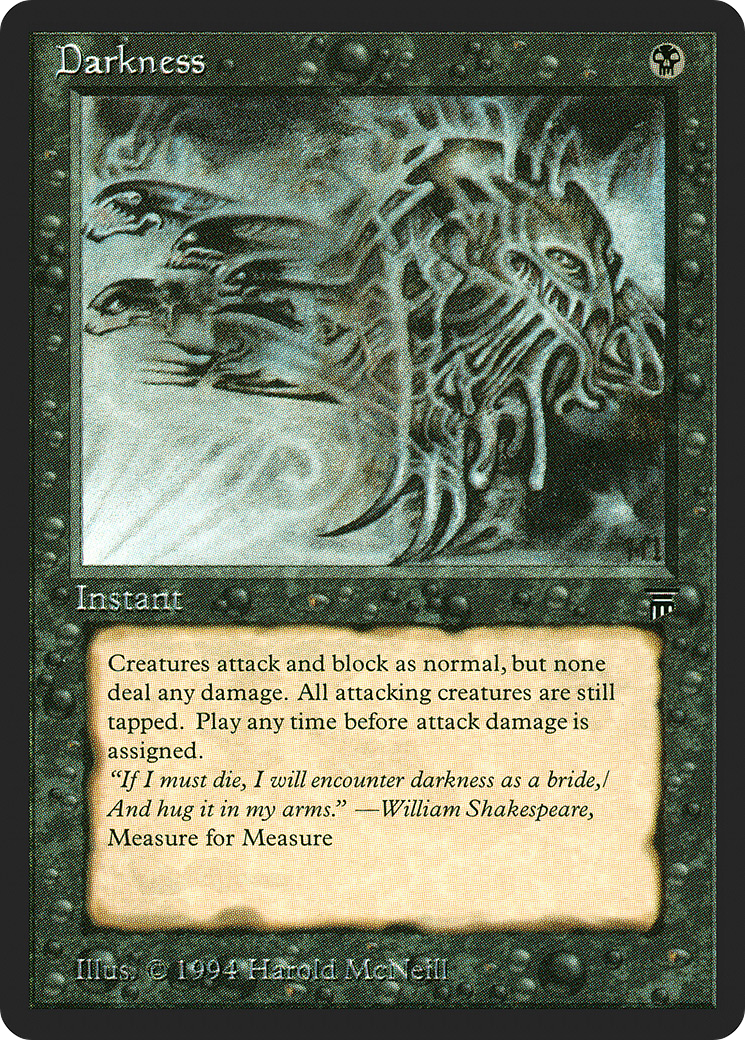 Darkness
Instant
Creatures attack and block as normal, but none
deal any damage. All attacking creatures are still
tapped. Play any time before attack damage is
assigned.
"If I must die, I will encounter darkness as a bride,/
And hug it in my arms." —William Shakespeare,
Measure for Measure
Illus. © 1994 Harold McNeill